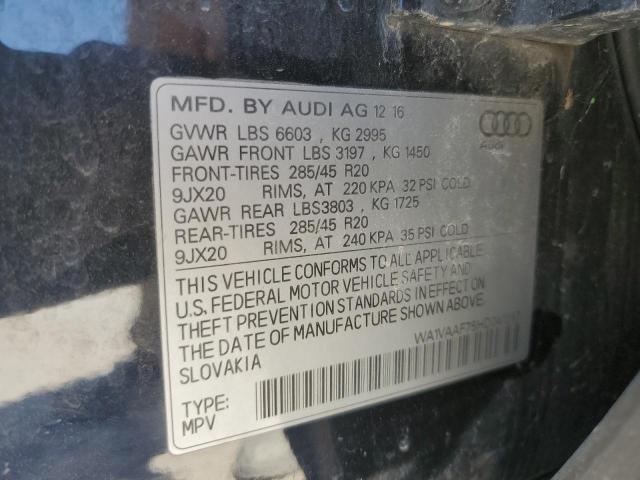 MFD. BY AUDI AG 12 16
GVWR LBS 6603 , KG 2995
GAWR FRONT LBS 3197 , KG 1450
FRONT-TIRES 285/45 R20
9JX20 RIMS, AT 220 KPA 32 PSI COLD
GAWR REAR LBS3803 , KG 1725
REAR-TIRES 285/45 R20
9JX20 RIMS, AT 240 KPA 35 PSI COLD
THIS VEHICLE CONFORMS TO ALL APPLICABLE
U.S. FEDERAL MOTOR VEHICLE SAFETY AND
THEFT PREVENTION STANDARDS IN EFFECT ON
THE DATE OF MANUFACTURE SHOWN ABOVE.
SLOVAKIA
TYPE:
MPV
Audi